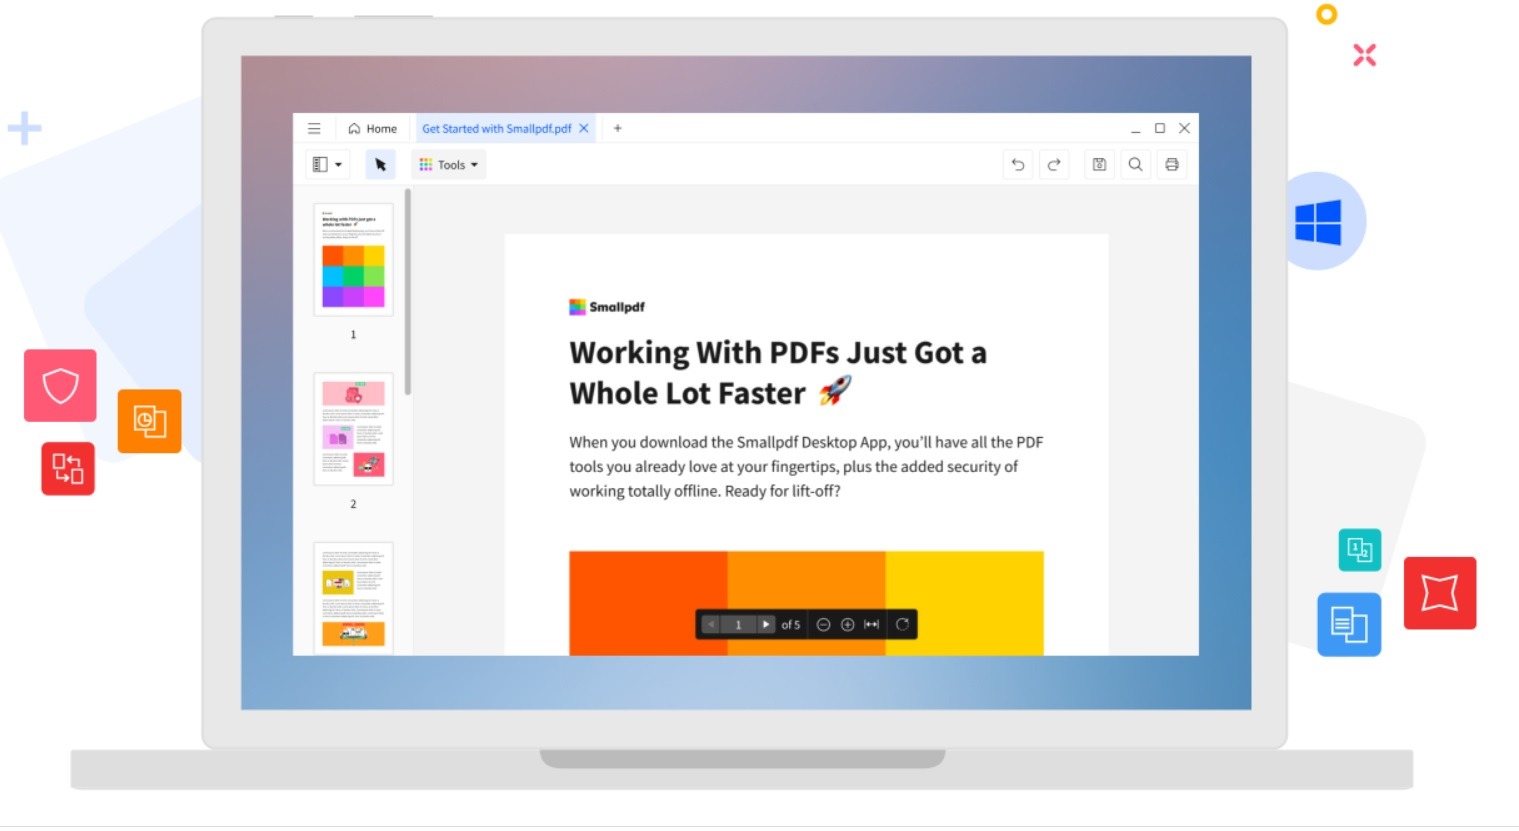 Home
Get Started with Smallpdf.pdf
Tools
1
2
Smallpdf
Working With PDFs Just Got a
Whole Lot Faster 🚀
When you download the Smallpdf Desktop App, you’ll have all the PDF
tools you already love at your fingertips, plus the added security of
working totally offline. Ready for lift-off?
1 of 5
1 2